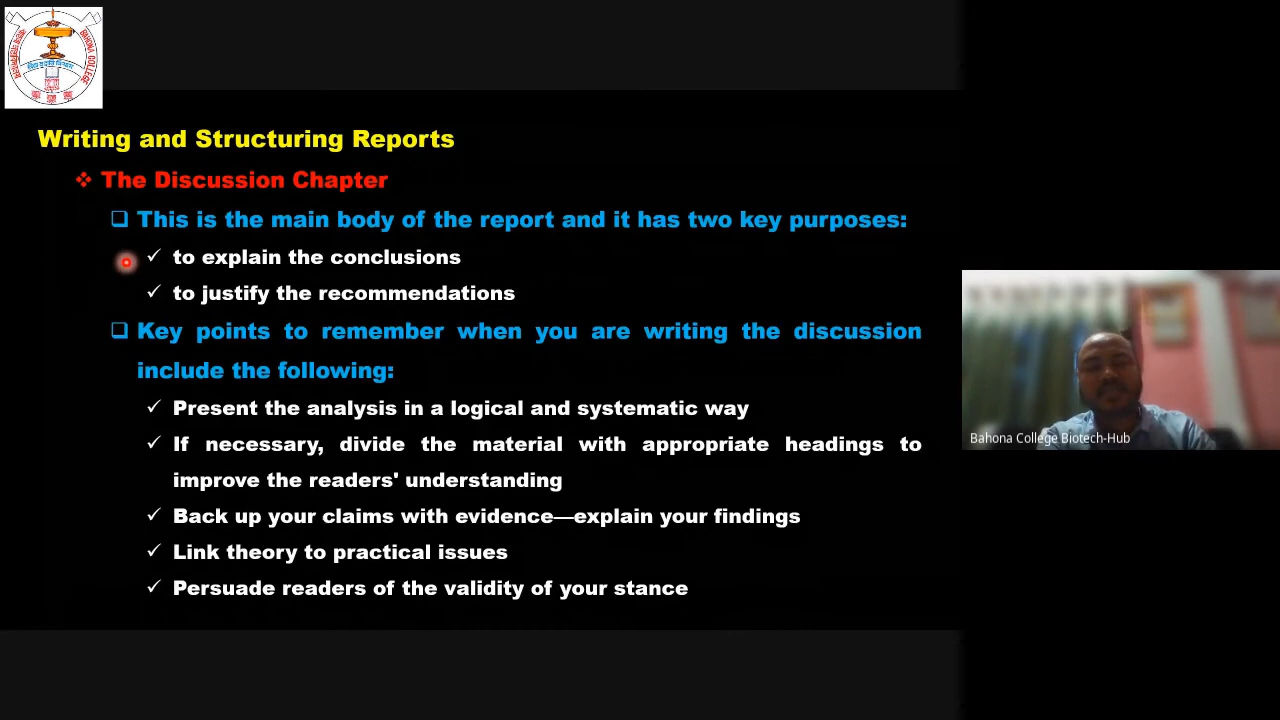 BAHONA COLLEGE
Writing and Structuring Reports
❖ The Discussion Chapter
❑ This is the main body of the report and it has two key purposes:
✓ to explain the conclusions
✓ to justify the recommendations
❑ Key points to remember when you are writing the discussion
include the following:
✓ Present the analysis in a logical and systematic way
✓ If necessary, divide the material with appropriate headings to
improve the readers' understanding
✓ Back up your claims with evidence—explain your findings
✓ Link theory to practical issues
✓ Persuade readers of the validity of your stance
Bahona College Biotech-Hub